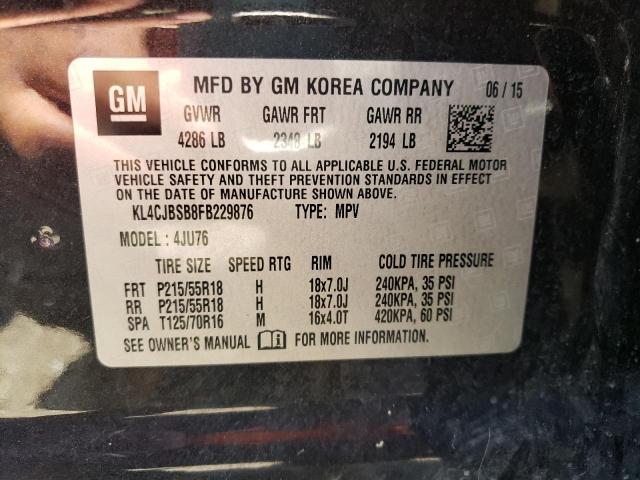 GM MFD BY GM KOREA COMPANY 06 / 15
GVWR GAWR FRT GAWR RR
4286 LB 2348 LB 2194 LB
THIS VEHICLE CONFORMS TO ALL APPLICABLE U.S. FEDERAL MOTOR
VEHICLE SAFETY AND THEFT PREVENTION STANDARDS IN EFFECT
ON THE DATE OF MANUFACTURE SHOWN ABOVE.
KL4CJBSB8FB229876 TYPE: MPV
MODEL: 4JU76
TIRE SIZE SPEED RTG RIM COLD TIRE PRESSURE
FRT P215/55R18 H 18x7.0J 240KPA, 35 PSI
RR P215/55R18 H 18x7.0J 240KPA, 35 PSI
SPA T125/70R16 M 16x4.0T 420KPA, 60 PSI
SEE OWNER'S MANUAL FOR MORE INFORMATION.